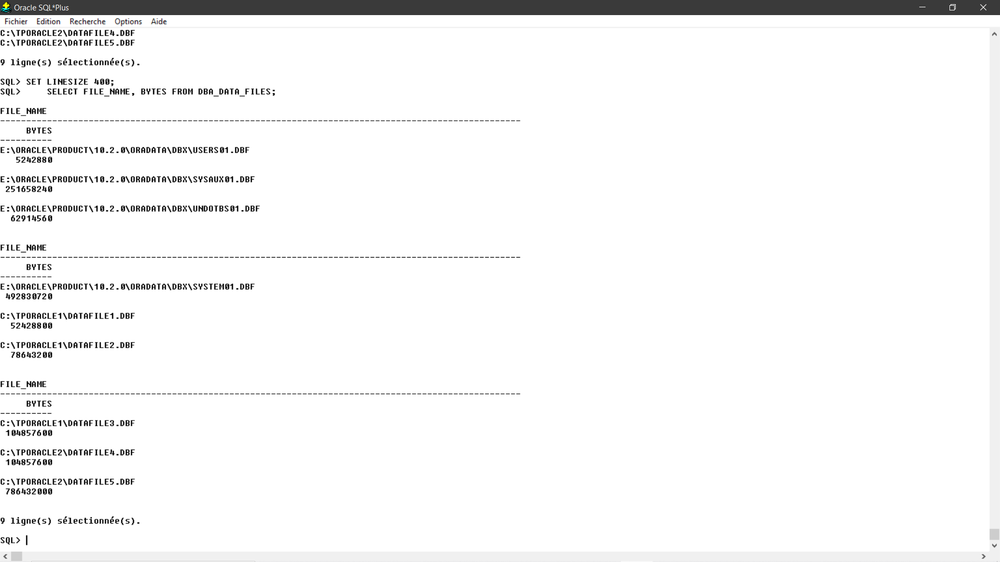 Oracle SQL*Plus
Fichier Edition Recherche Options Aide
C:\TPORACLE2\DATAFILE4.DBF
C:\TPORACLE2\DATAFILE5.DBF
9 ligne(s) sélectionnée(s).
SQL> SET LINESIZE 400;
SQL>     SELECT FILE_NAME, BYTES FROM DBA_DATA_FILES;
FILE_NAME
----------------------------------------------------------------------------------------------------
     BYTES
----------
E:\ORACLE\PRODUCT\10.2.0\ORADATA\DBX\USERS01.DBF
   5242880
E:\ORACLE\PRODUCT\10.2.0\ORADATA\DBX\SYSAUX01.DBF
 251658240
E:\ORACLE\PRODUCT\10.2.0\ORADATA\DBX\UNDOTBS01.DBF
  62914560
FILE_NAME
----------------------------------------------------------------------------------------------------
     BYTES
----------
E:\ORACLE\PRODUCT\10.2.0\ORADATA\DBX\SYSTEM01.DBF
 492830720
C:\TPORACLE1\DATAFILE1.DBF
  52428800
C:\TPORACLE1\DATAFILE2.DBF
  78643200
FILE_NAME
----------------------------------------------------------------------------------------------------
     BYTES
----------
C:\TPORACLE1\DATAFILE3.DBF
 104857600
C:\TPORACLE2\DATAFILE4.DBF
 104857600
C:\TPORACLE2\DATAFILE5.DBF
 786432000
9 ligne(s) sélectionnée(s).
SQL>